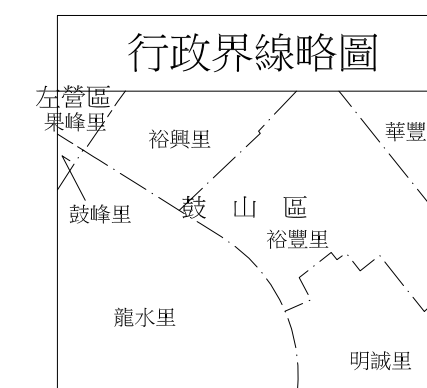 行政界線略圖
左營區
果峰里
華豐
裕興里
鼓峰里
鼓山區
裕豐里
龍水里
明誠里